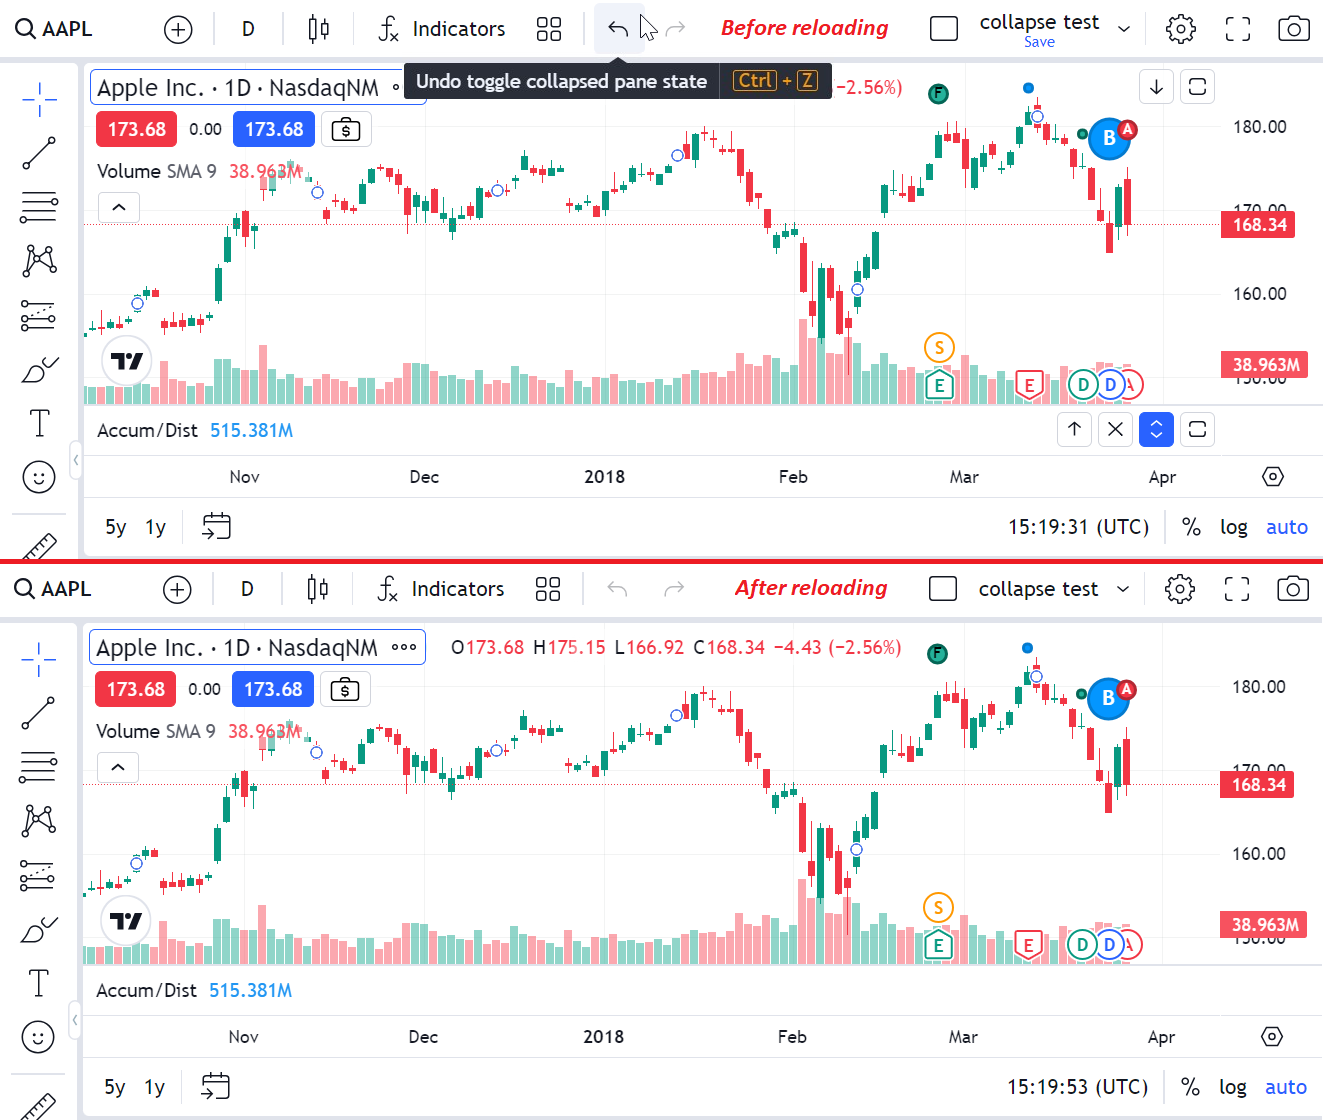 AAPL D Indicators Before reloading collapse test
Save
Undo toggle collapsed pane state Ctrl + Z
Apple Inc. · 1D · NasdaqNM −2.56%)
173.68 0.00 173.68
Volume SMA 9 38.963M
F
B A
180.00
170.00
168.34
160.00
S
38.963M
150.00
E E D D A
Accum/Dist 515.381M
Nov Dec 2018 Feb Mar Apr
5y 1y 15:19:31 (UTC) % log auto
AAPL D Indicators After reloading collapse test
Apple Inc. · 1D · NasdaqNM O173.68 H175.15 L166.92 C168.34 −4.43 (−2.56%)
173.68 0.00 173.68
Volume SMA 9 38.963M
F
B A
180.00
170.00
168.34
160.00
S
38.963M
150.00
E E D D A
Accum/Dist 515.381M
Nov Dec 2018 Feb Mar Apr
5y 1y 15:19:53 (UTC) % log auto